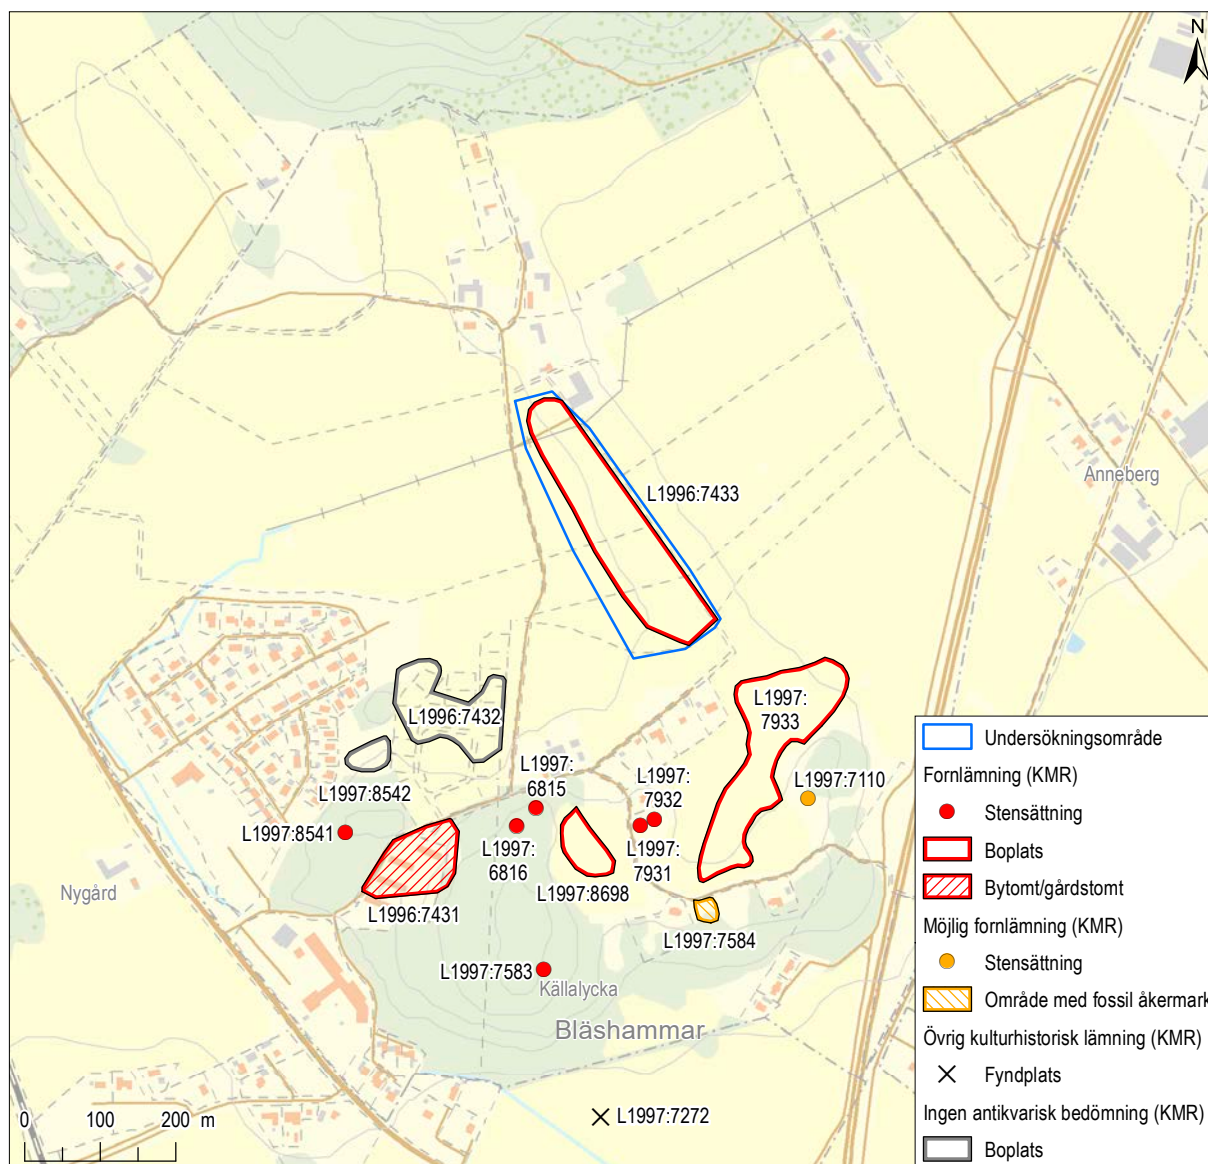 N
Anneberg
L1996:7433
L1997:
7933
L1996:7432
L1997:
6815
L1997:
7932
L1997:7110
L1997:8542
L1997:8541
L1997:
6816
L1997:
7931
L1997:8698
Nygård
L1996:7431
L1997:7584
L1997:7583
Källalycka
Bläshammar
L1997:7272
0 100 200 m
Undersökningsområde
Fornlämning (KMR)
Stensättning
Boplats
Bytomt/gårdstomt
Möjlig fornlämning (KMR)
Stensättning
Område med fossil åkermark
Övrig kulturhistorisk lämning (KMR)
Fyndplats
Ingen antikvarisk bedömning (KMR)
Boplats